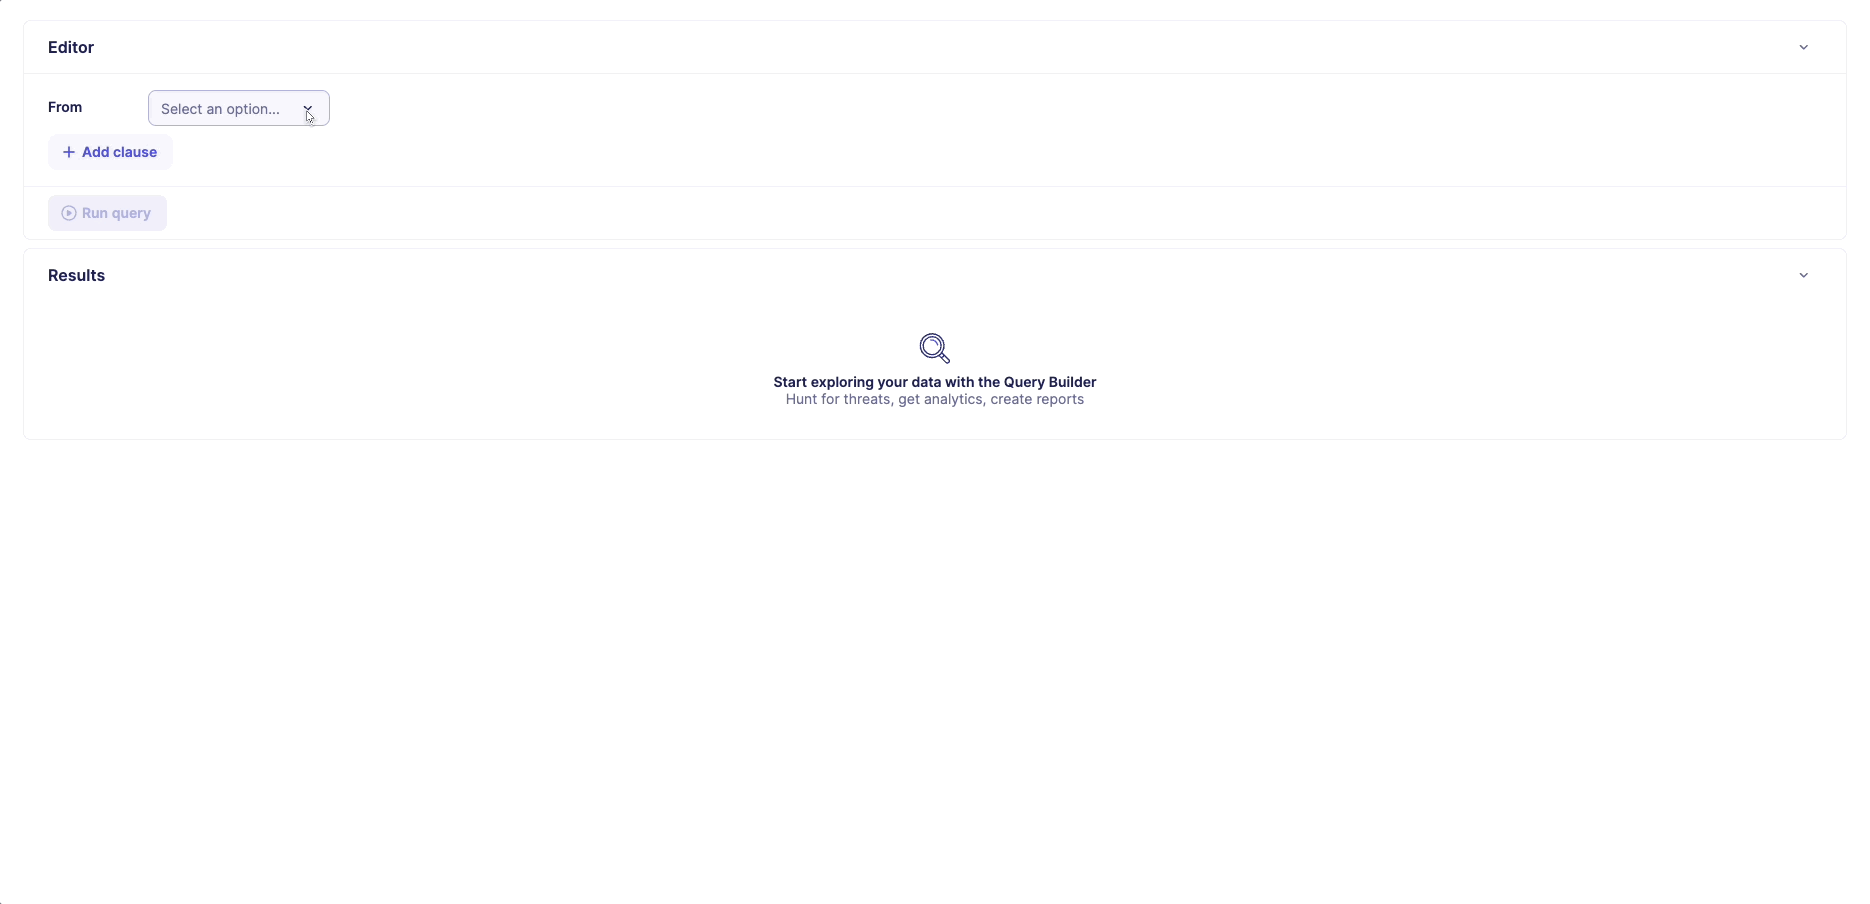 Editor
From
Select an option...
Add clause
Run query
Results
Start exploring your data with the Query Builder
Hunt for threats, get analytics, create reports